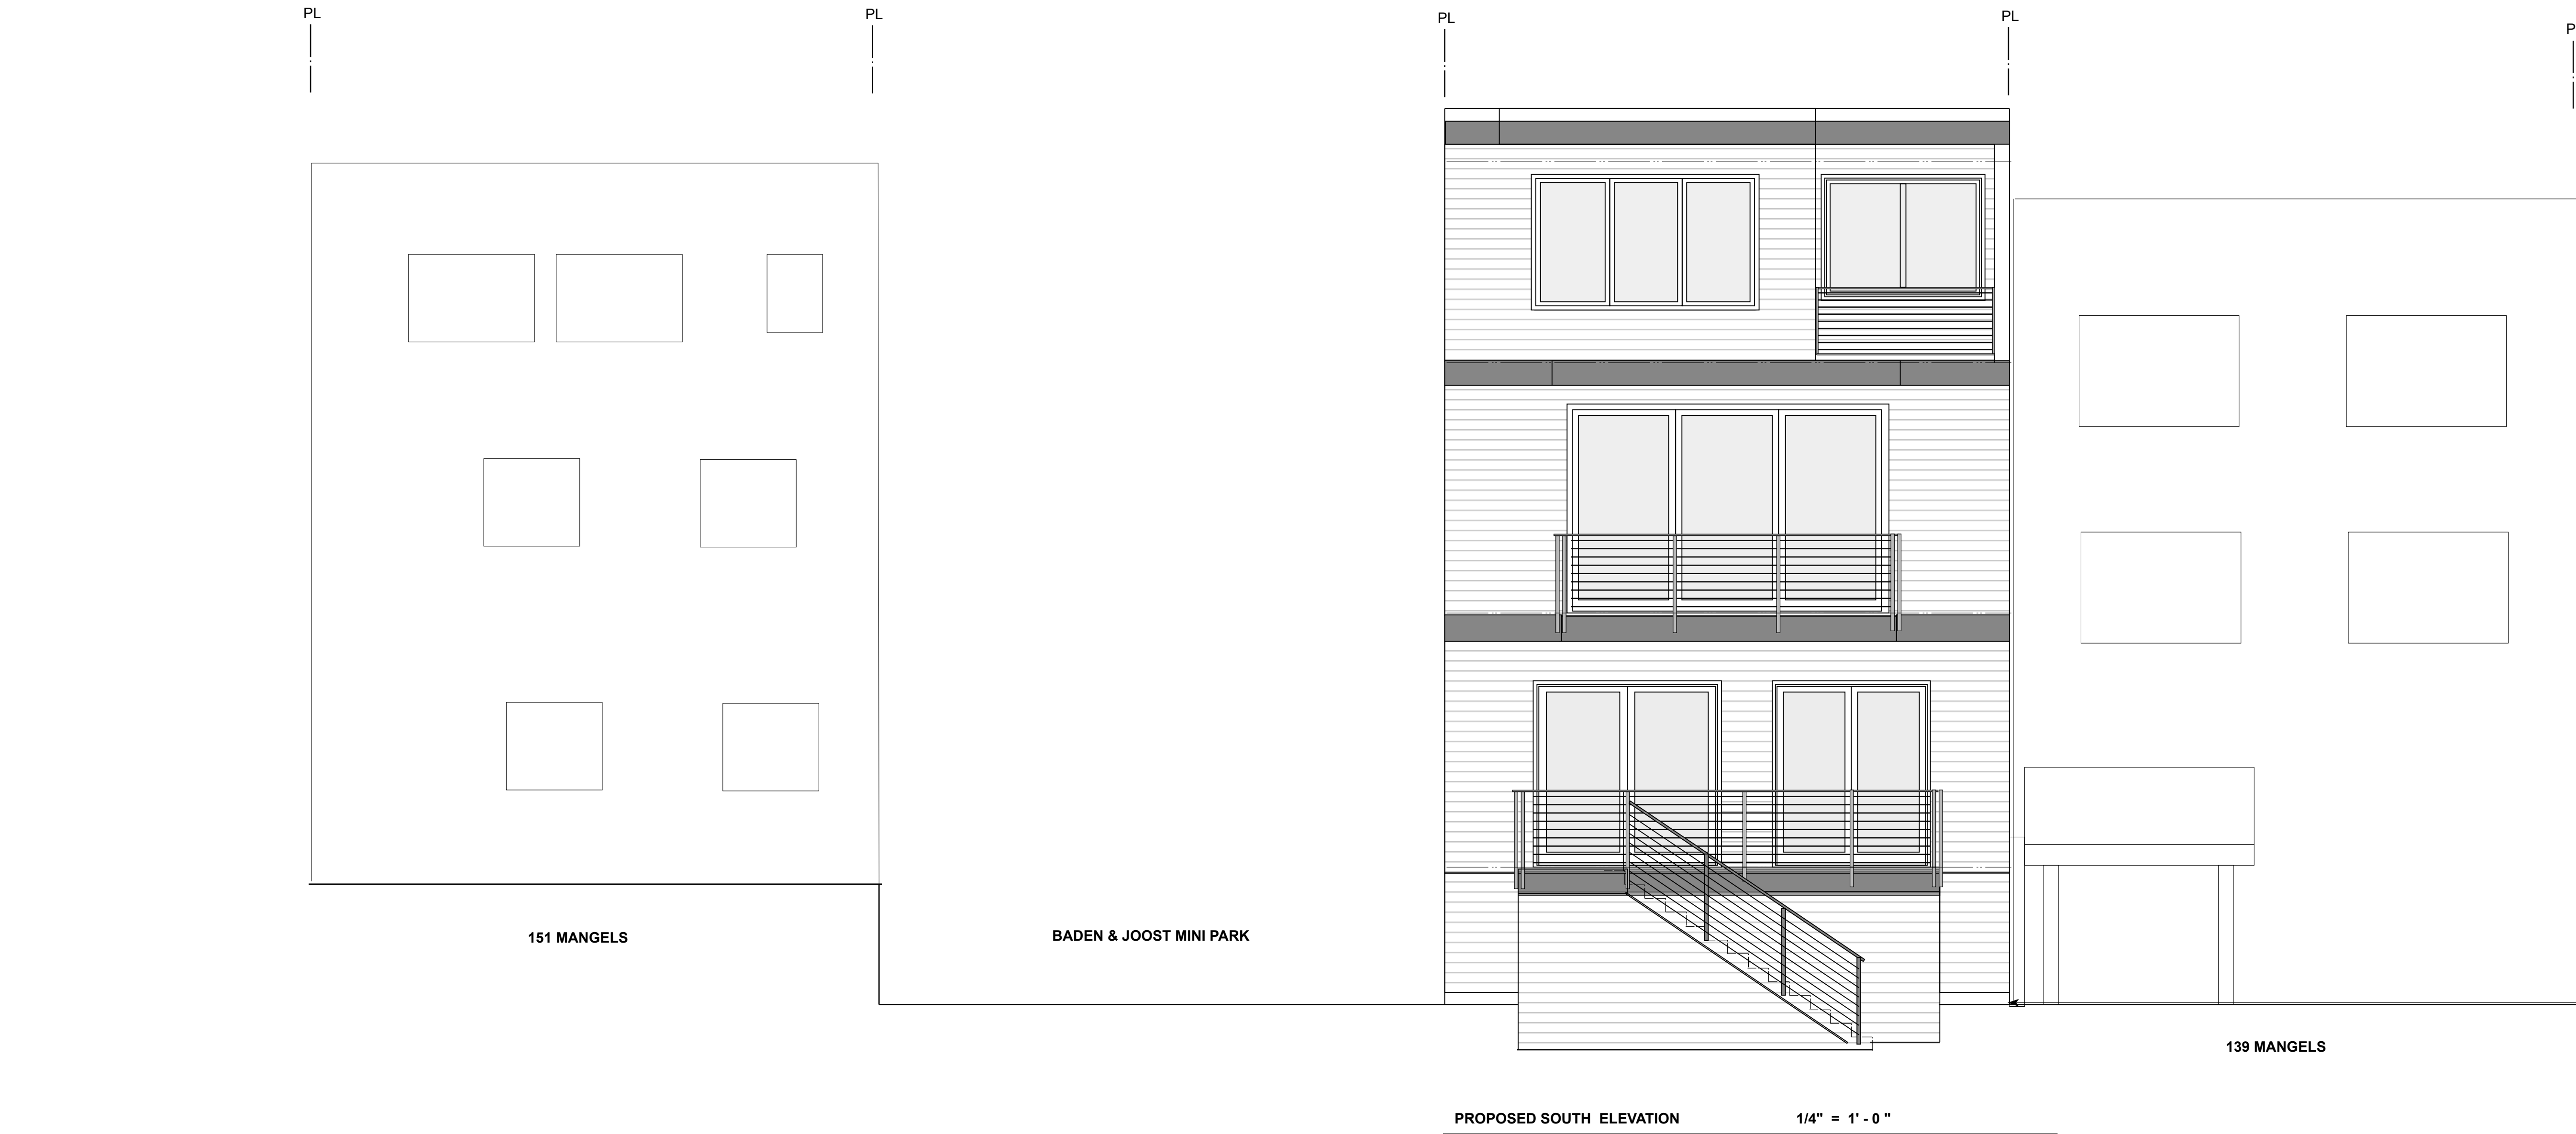 PL
PL
PL
PL
P
151 MANGELS
BADEN & JOOST MINI PARK
139 MANGELS
PROPOSED SOUTH ELEVATION 1/4" = 1' - 0 "